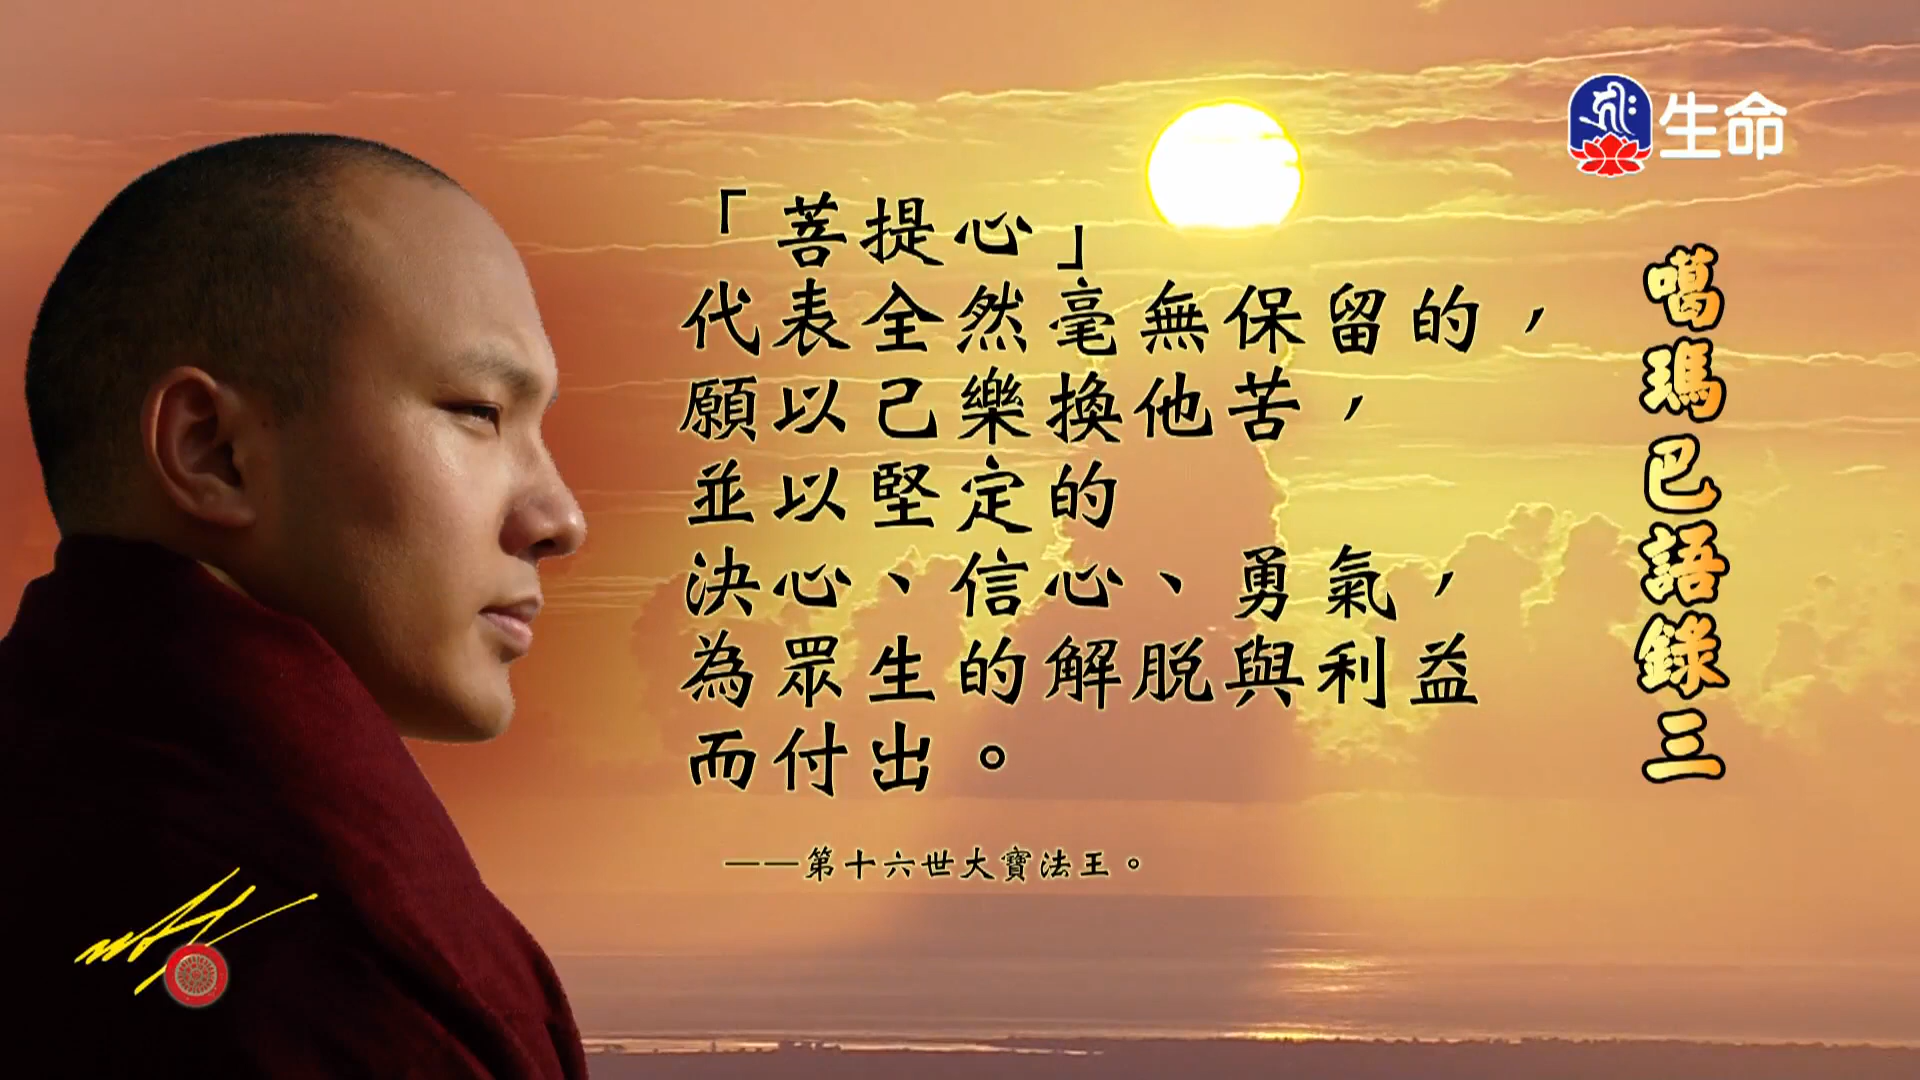 生命
「菩提心」
代表全然毫無保留的，
願以己樂換他苦，
並以堅定的
決心、信心、勇氣，
為眾生的解脫與利益
而付出。
——第十六世大寶法王。
噶瑪巴語錄三